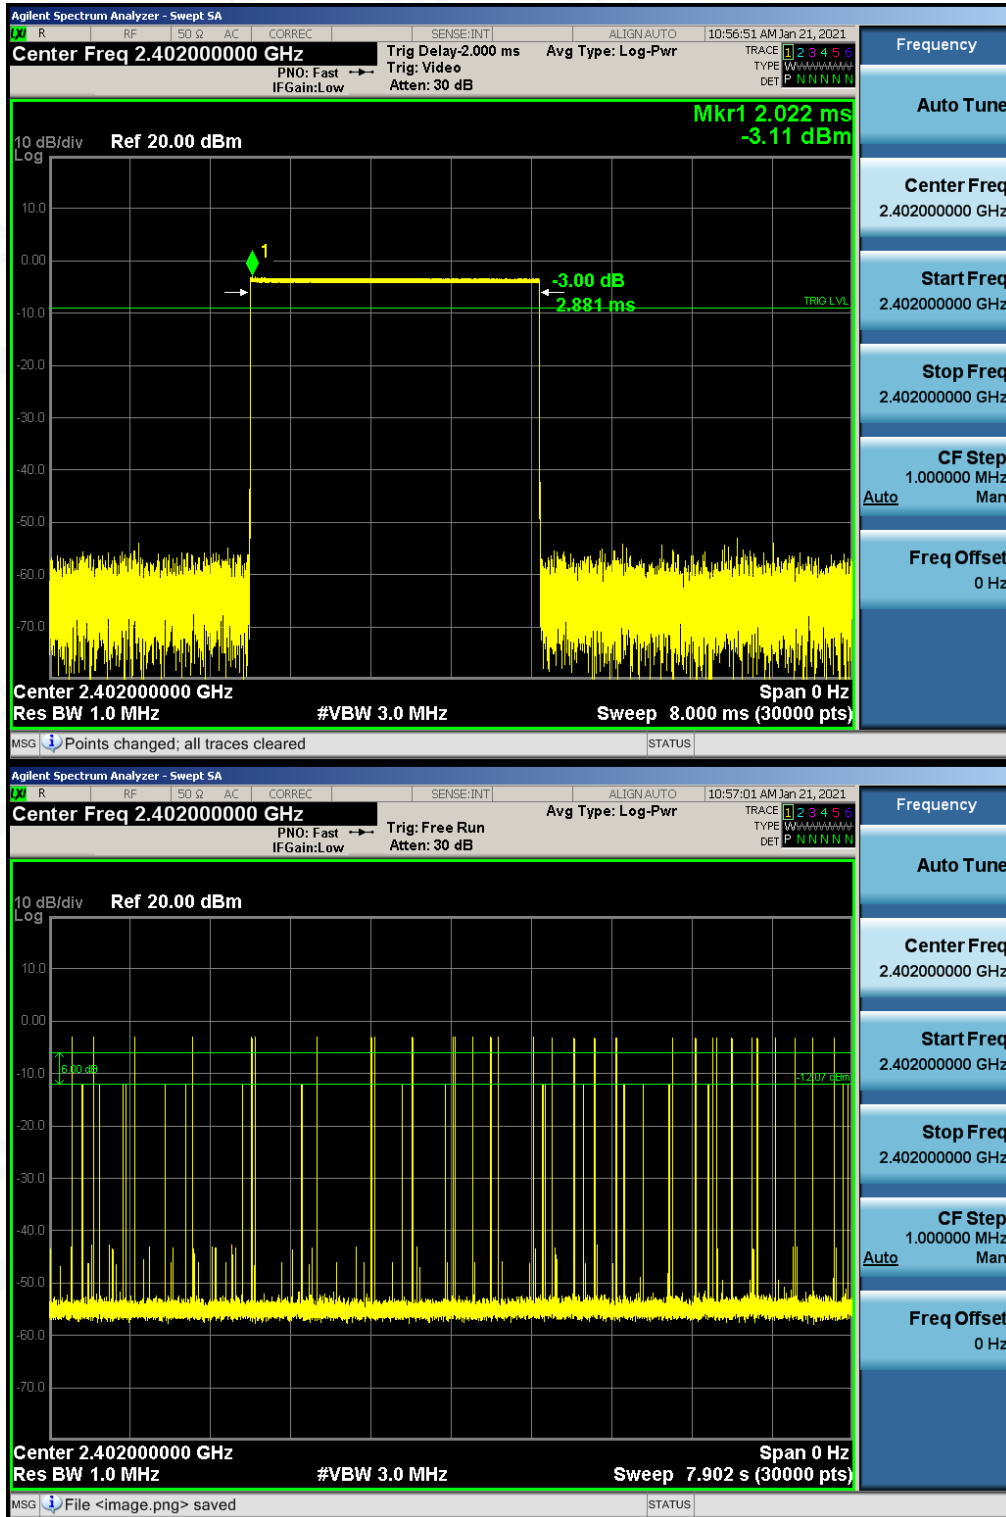 Agilent Spectrum Analyzer - Swept SA
LXI R RF 50 Ω AC CORREC SENSE:INT ALIGN AUTO 10:56:51 AM Jan 21, 2021
Center Freq 2.402000000 GHz Trig Delay-2.000 ms Avg Type: Log-Pwr TRACE 1 2 3 4 5 6
PNO: Fast Trig: Video TYPE WWWWWW
IFGain:Low Atten: 30 dB DET P N N N N N
Mkr1 2.022 ms
-3.11 dBm
10 dB/div Ref 20.00 dBm
Log
10.0
0.00
-10.0
-20.0
-30.0
-40.0
-50.0
-60.0
-70.0
1
-3.00 dB
2.881 ms
TRIG LVL
Center 2.402000000 GHz Span 0 Hz
Res BW 1.0 MHz #VBW 3.0 MHz Sweep 8.000 ms (30000 pts)
MSG Points changed; all traces cleared STATUS
Frequency
Auto Tune
Center Freq
2.402000000 GHz
Start Freq
2.402000000 GHz
Stop Freq
2.402000000 GHz
CF Step
1.000000 MHz
Auto Man
Freq Offset
0 Hz
Agilent Spectrum Analyzer - Swept SA
LXI R RF 50 Ω AC CORREC SENSE:INT ALIGN AUTO 10:57:01 AM Jan 21, 2021
Center Freq 2.402000000 GHz Avg Type: Log-Pwr TRACE 1 2 3 4 5 6
PNO: Fast Trig: Free Run TYPE WWWWWW
IFGain:Low Atten: 30 dB DET P N N N N N
10 dB/div Ref 20.00 dBm
Log
10.0
0.00
-10.0
-20.0
-30.0
-40.0
-50.0
-60.0
-70.0
6.00 dB
-12.07 dBm
Center 2.402000000 GHz Span 0 Hz
Res BW 1.0 MHz #VBW 3.0 MHz Sweep 7.902 s (30000 pts)
MSG File <image.png> saved STATUS
Frequency
Auto Tune
Center Freq
2.402000000 GHz
Start Freq
2.402000000 GHz
Stop Freq
2.402000000 GHz
CF Step
1.000000 MHz
Auto Man
Freq Offset
0 Hz